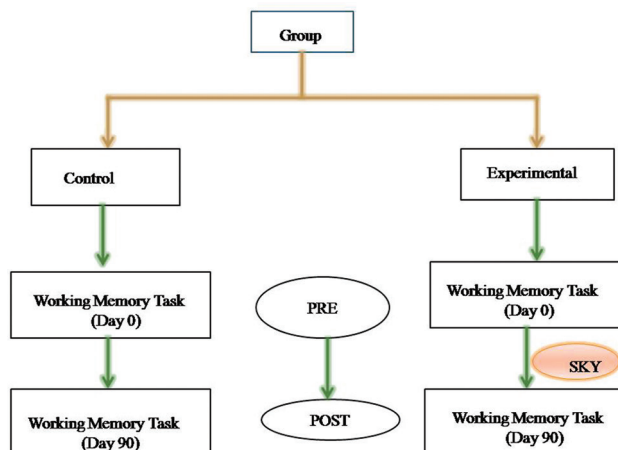 Group
Control
Experimental
Working Memory Task
(Day 0)
PRE
Working Memory Task
(Day 0)
SKY
Working Memory Task
(Day 90)
POST
Working Memory Task
(Day 90)